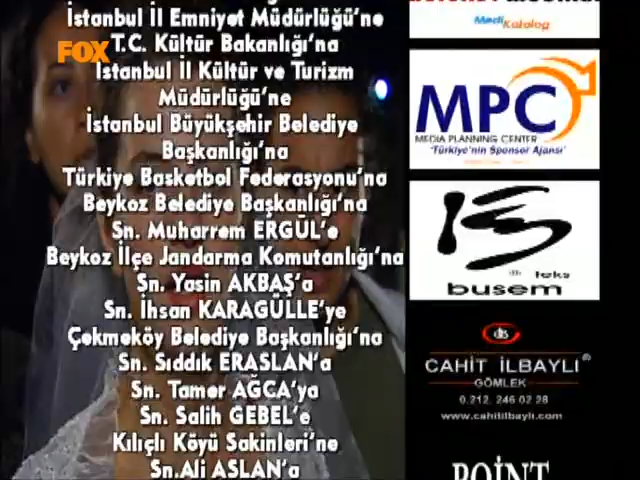 İstanbul İl Emniyet Müdürlüğü'ne
FOX
T.C. Kültür Bakanlığı'na
İstanbul İl Kültür ve Turizm
Müdürlüğü'ne
İstanbul Büyükşehir Belediye
Başkanlığı'na
Türkiye Basketbol Federasyonu'na
Beykoz Belediye Başkanlığı'na
Sn. Muharrem ERGÜL'e
Beykoz İlçe Jandarma Komutanlığı'na
Sn. Yasin AKBAŞ'a
Sn. İhsan KARAGÜLLE'ye
Çekmeköy Belediye Başkanlığı'na
Sn. Sıddık ERASLAN'a
Sn. Tamer AĞCA'ya
Sn. Salih GEBEL'e
Kılıçlı Köyü Sakinleri'ne
Sn.Ali ASLAN'a
Medikatalog
MPC
MEDIA PLANNING CENTER
"Türkiye'nin Sponsor Ajansı"
teks
busem
CAHİT İLBAYLI®
GÖMLEK
0.212. 246 02 28
www.cahitilbayli.com
POINT